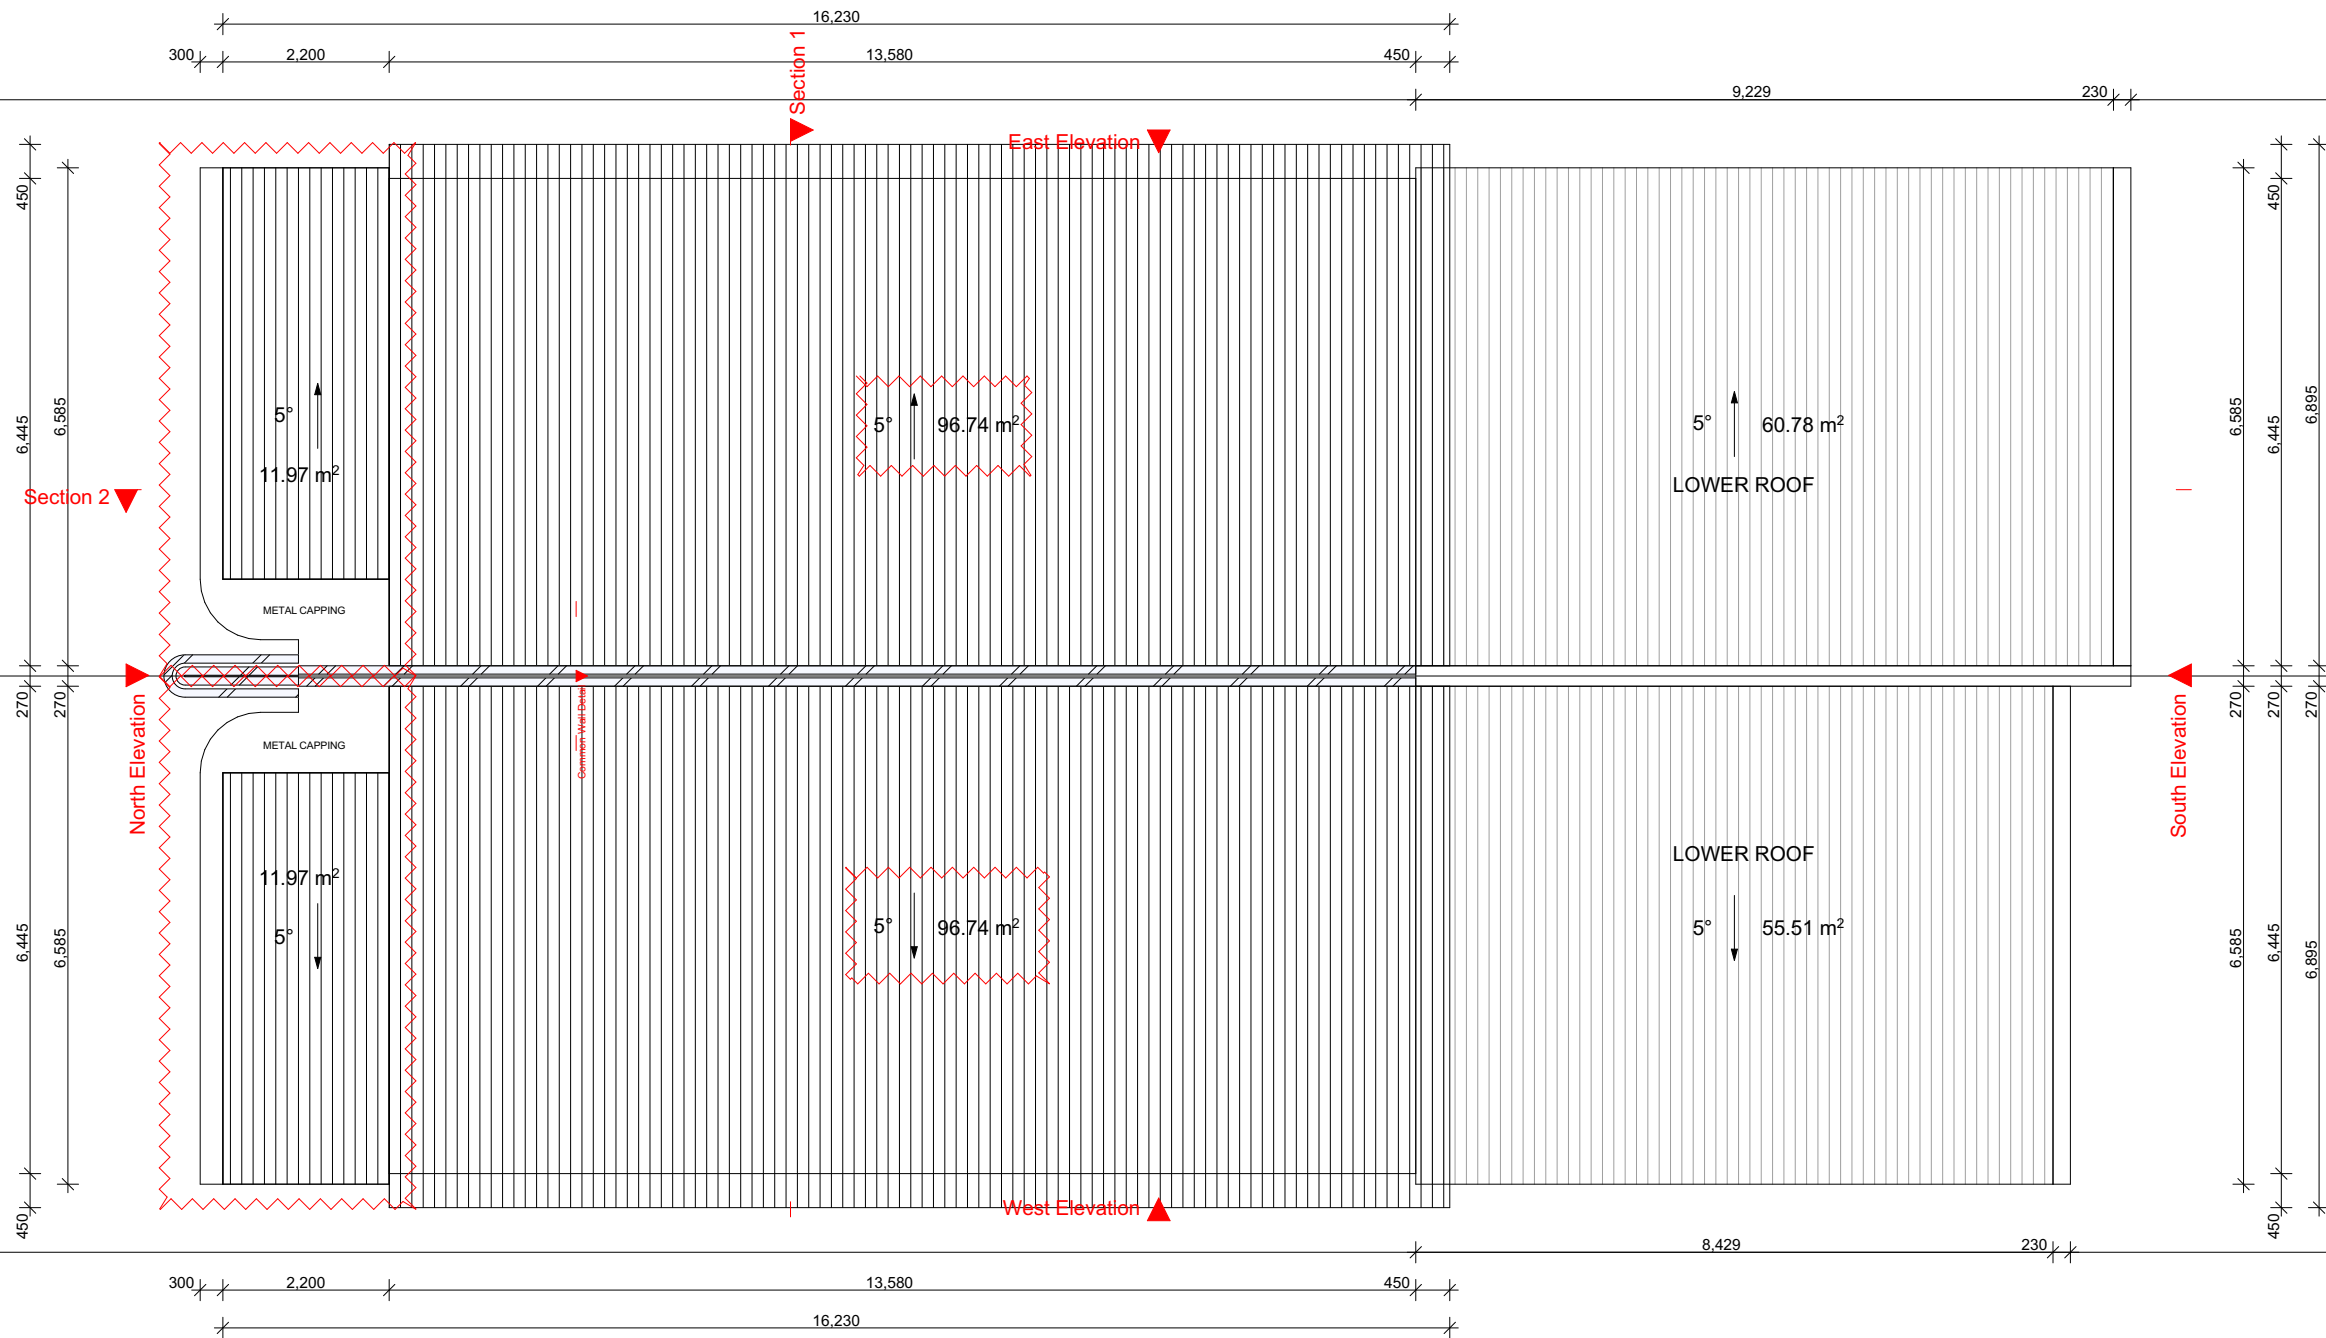 16,230
300
2,200
13,580
450
Section 1
9,229
230
East Elevation
450
6,445
6,585
270
270
6,445
6,585
450
5°
11.97 m²
METAL CAPPING
5°
96.74 m²
5°
60.78 m²
LOWER ROOF
6,585
450
6,445
6,895
Section 2
North Elevation
Common Wall Detail
South Elevation
270
270
270
METAL CAPPING
11.97 m²
5°
5°
96.74 m²
LOWER ROOF
5°
55.51 m²
6,585
6,445
6,895
450
West Elevation
8,429
230
300
2,200
13,580
450
16,230